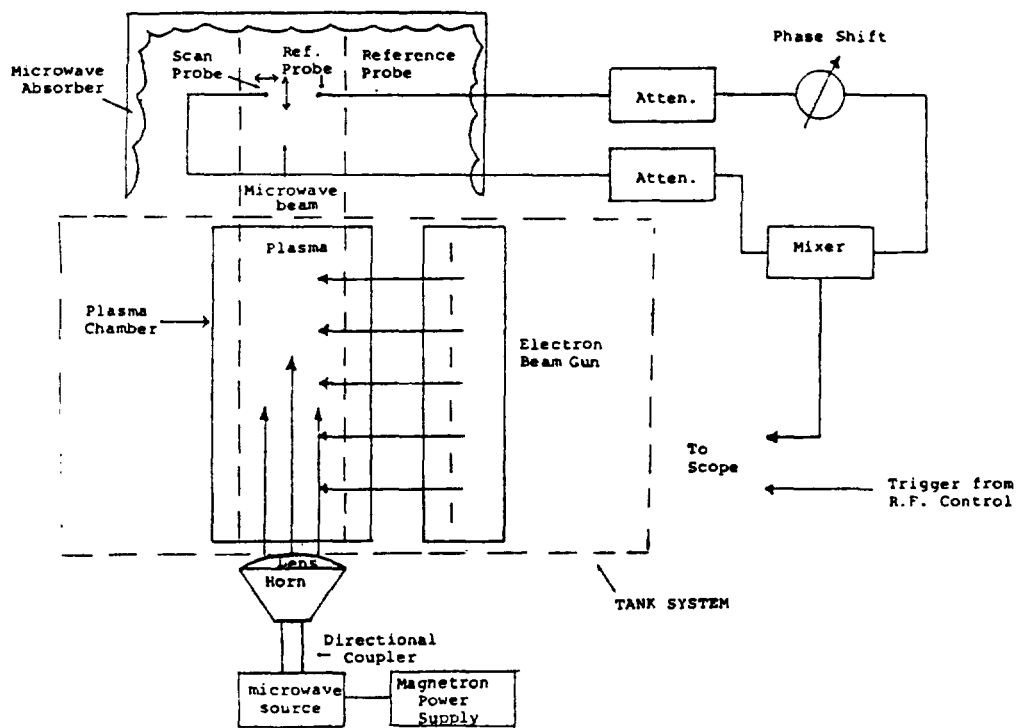 Phase Shift
Microwave
Absorber
Scan
Probe
Ref.
Probe
Reference
Probe
Atten.
Atten.
Microwave
beam
Mixer
Plasma
Plasma
Chamber
Electron
Beam Gun
To
Scope
Trigger from
R.F. Control
Lens
Horn
TANK SYSTEM
Directional
Coupler
microwave
source
Magnetron
Power
Supply